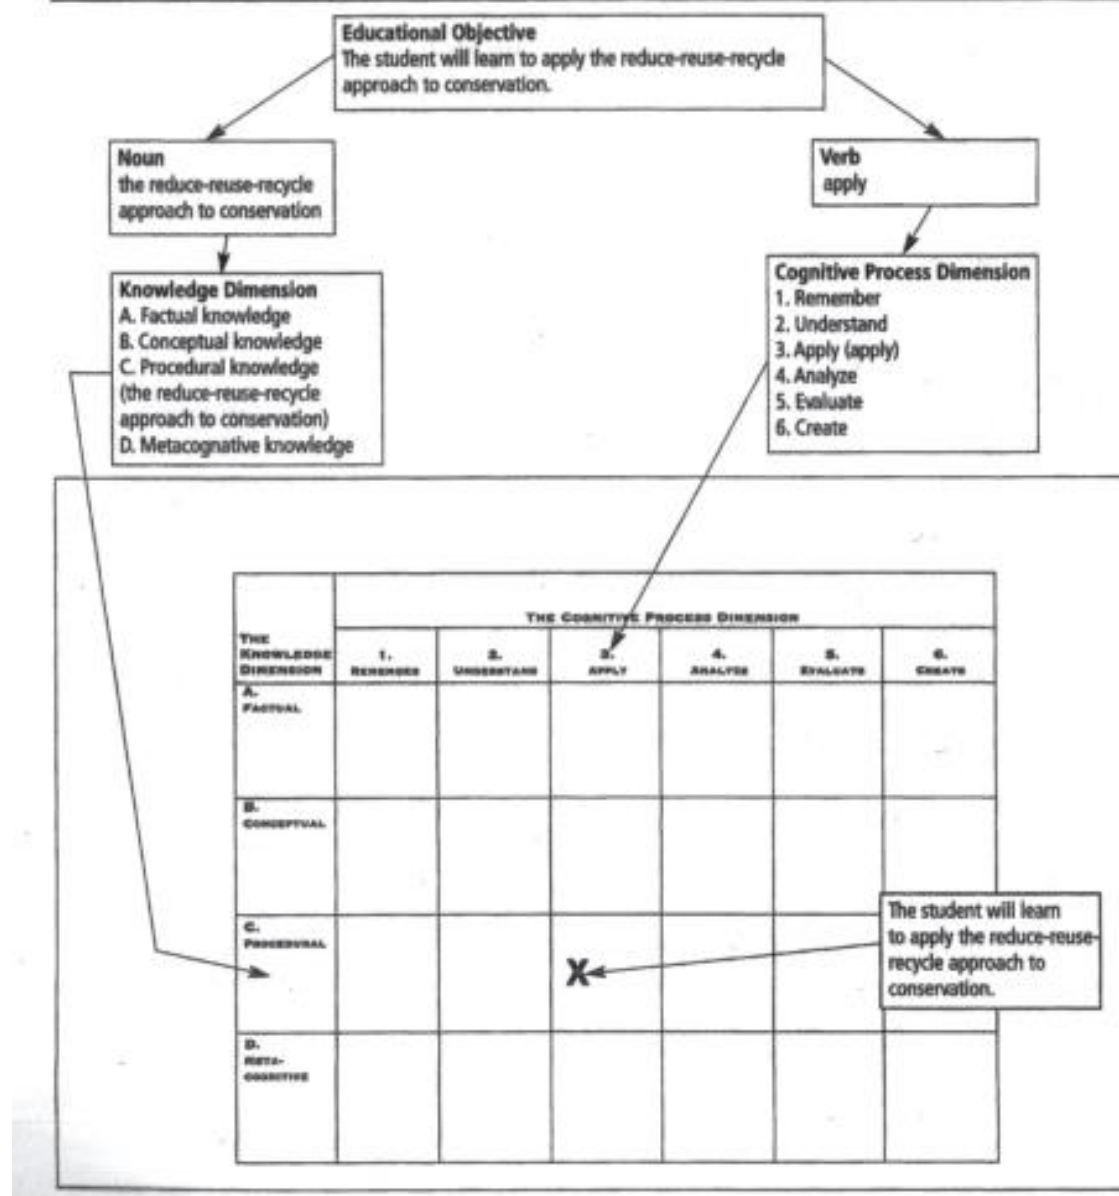 Educational Objective
The student will learn to apply the reduce-reuse-recycle
approach to conservation.
Noun
the reduce-reuse-recycle
approach to conservation
Verb
apply
Knowledge Dimension
A. Factual knowledge
B. Conceptual knowledge
C. Procedural knowledge
(the reduce-reuse-recycle
approach to conservation)
D. Metacognative knowledge
Cognitive Process Dimension
1. Remember
2. Understand
3. Apply (apply)
4. Analyze
5. Evaluate
6. Create
THE COGNITIVE PROCESS DIMENSION
THE
KNOWLEDGE
DIMENSION
1.
REMEMBER
2.
UNDERSTAND
3.
APPLY
4.
ANALYZE
5.
EVALUATE
6.
CREATE
A.
FACTUAL
B.
CONCEPTUAL
C.
PROCEDURAL
X
The student will learn
to apply the reduce-reuse-
recycle approach to
conservation.
D.
META-
COGNITIVE